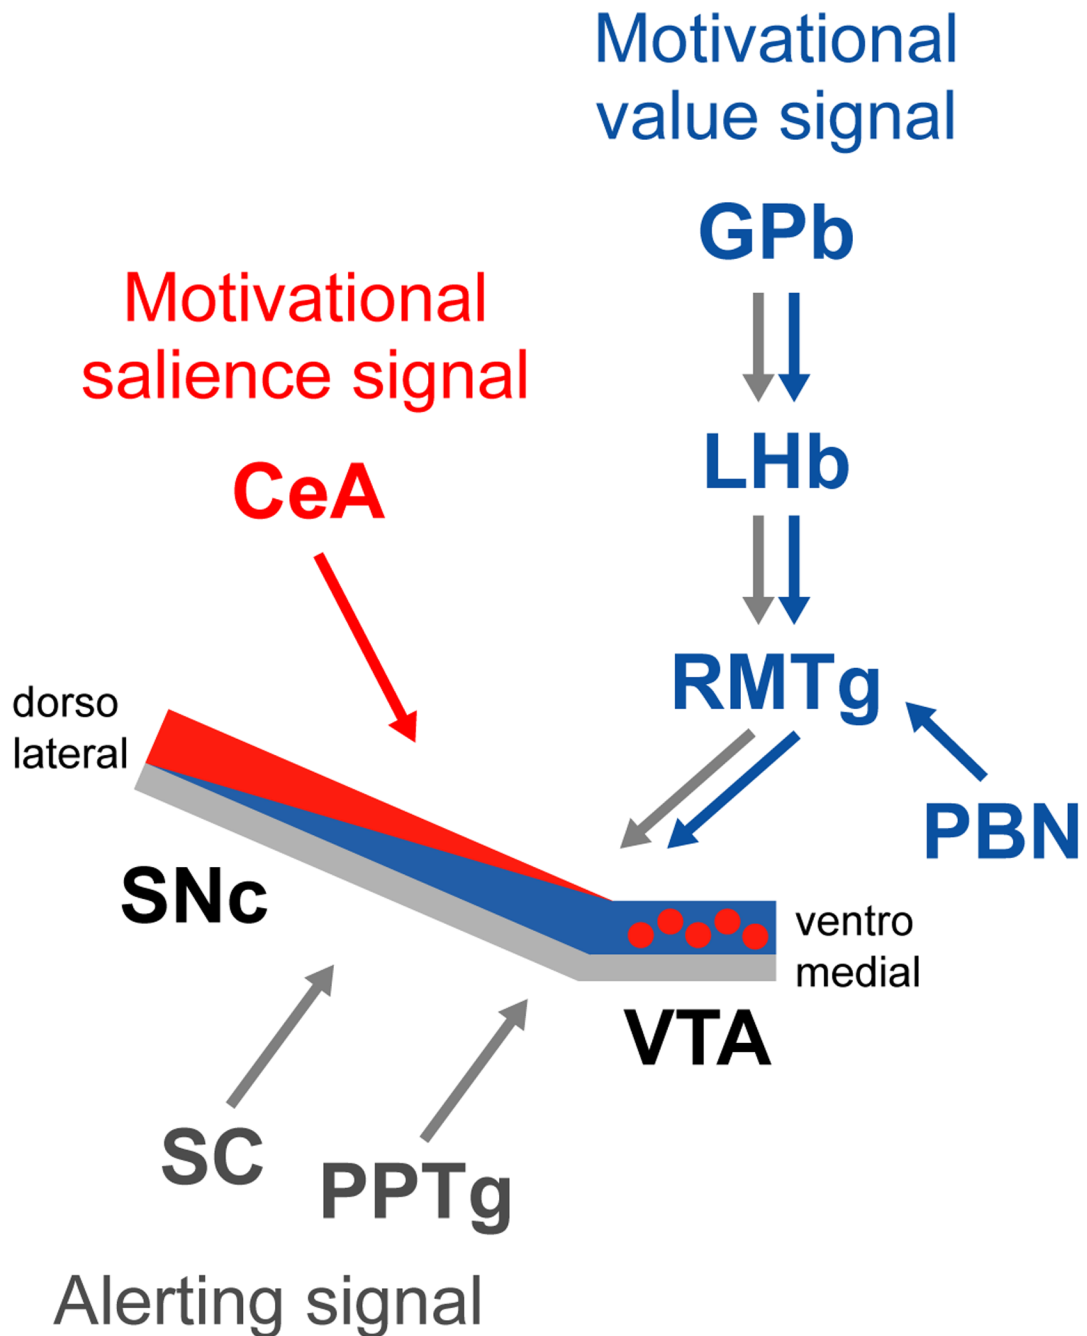 Motivational
value signal
GPb
Motivational
salience signal
LHb
CeA
RMTg
dorso
lateral
PBN
SNc
ventro
medial
VTA
SC
PPTg
Alerting signal